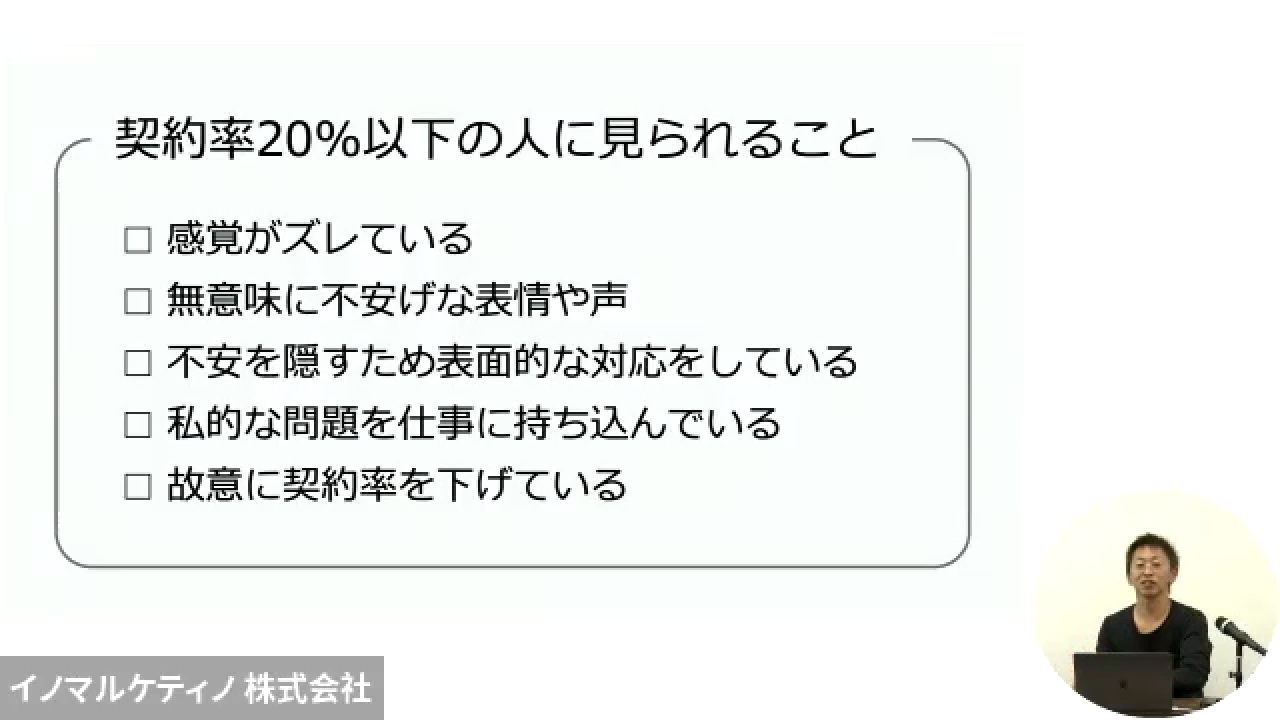 契約率20%以下の人に見られること
□ 感覚がズレている
□ 無意味に不安げな表情や声
□ 不安を隠すため表面的な対応をしている
□ 私的な問題を仕事に持ち込んでいる
□ 故意に契約率を下げている
イノマルケティノ 株式会社